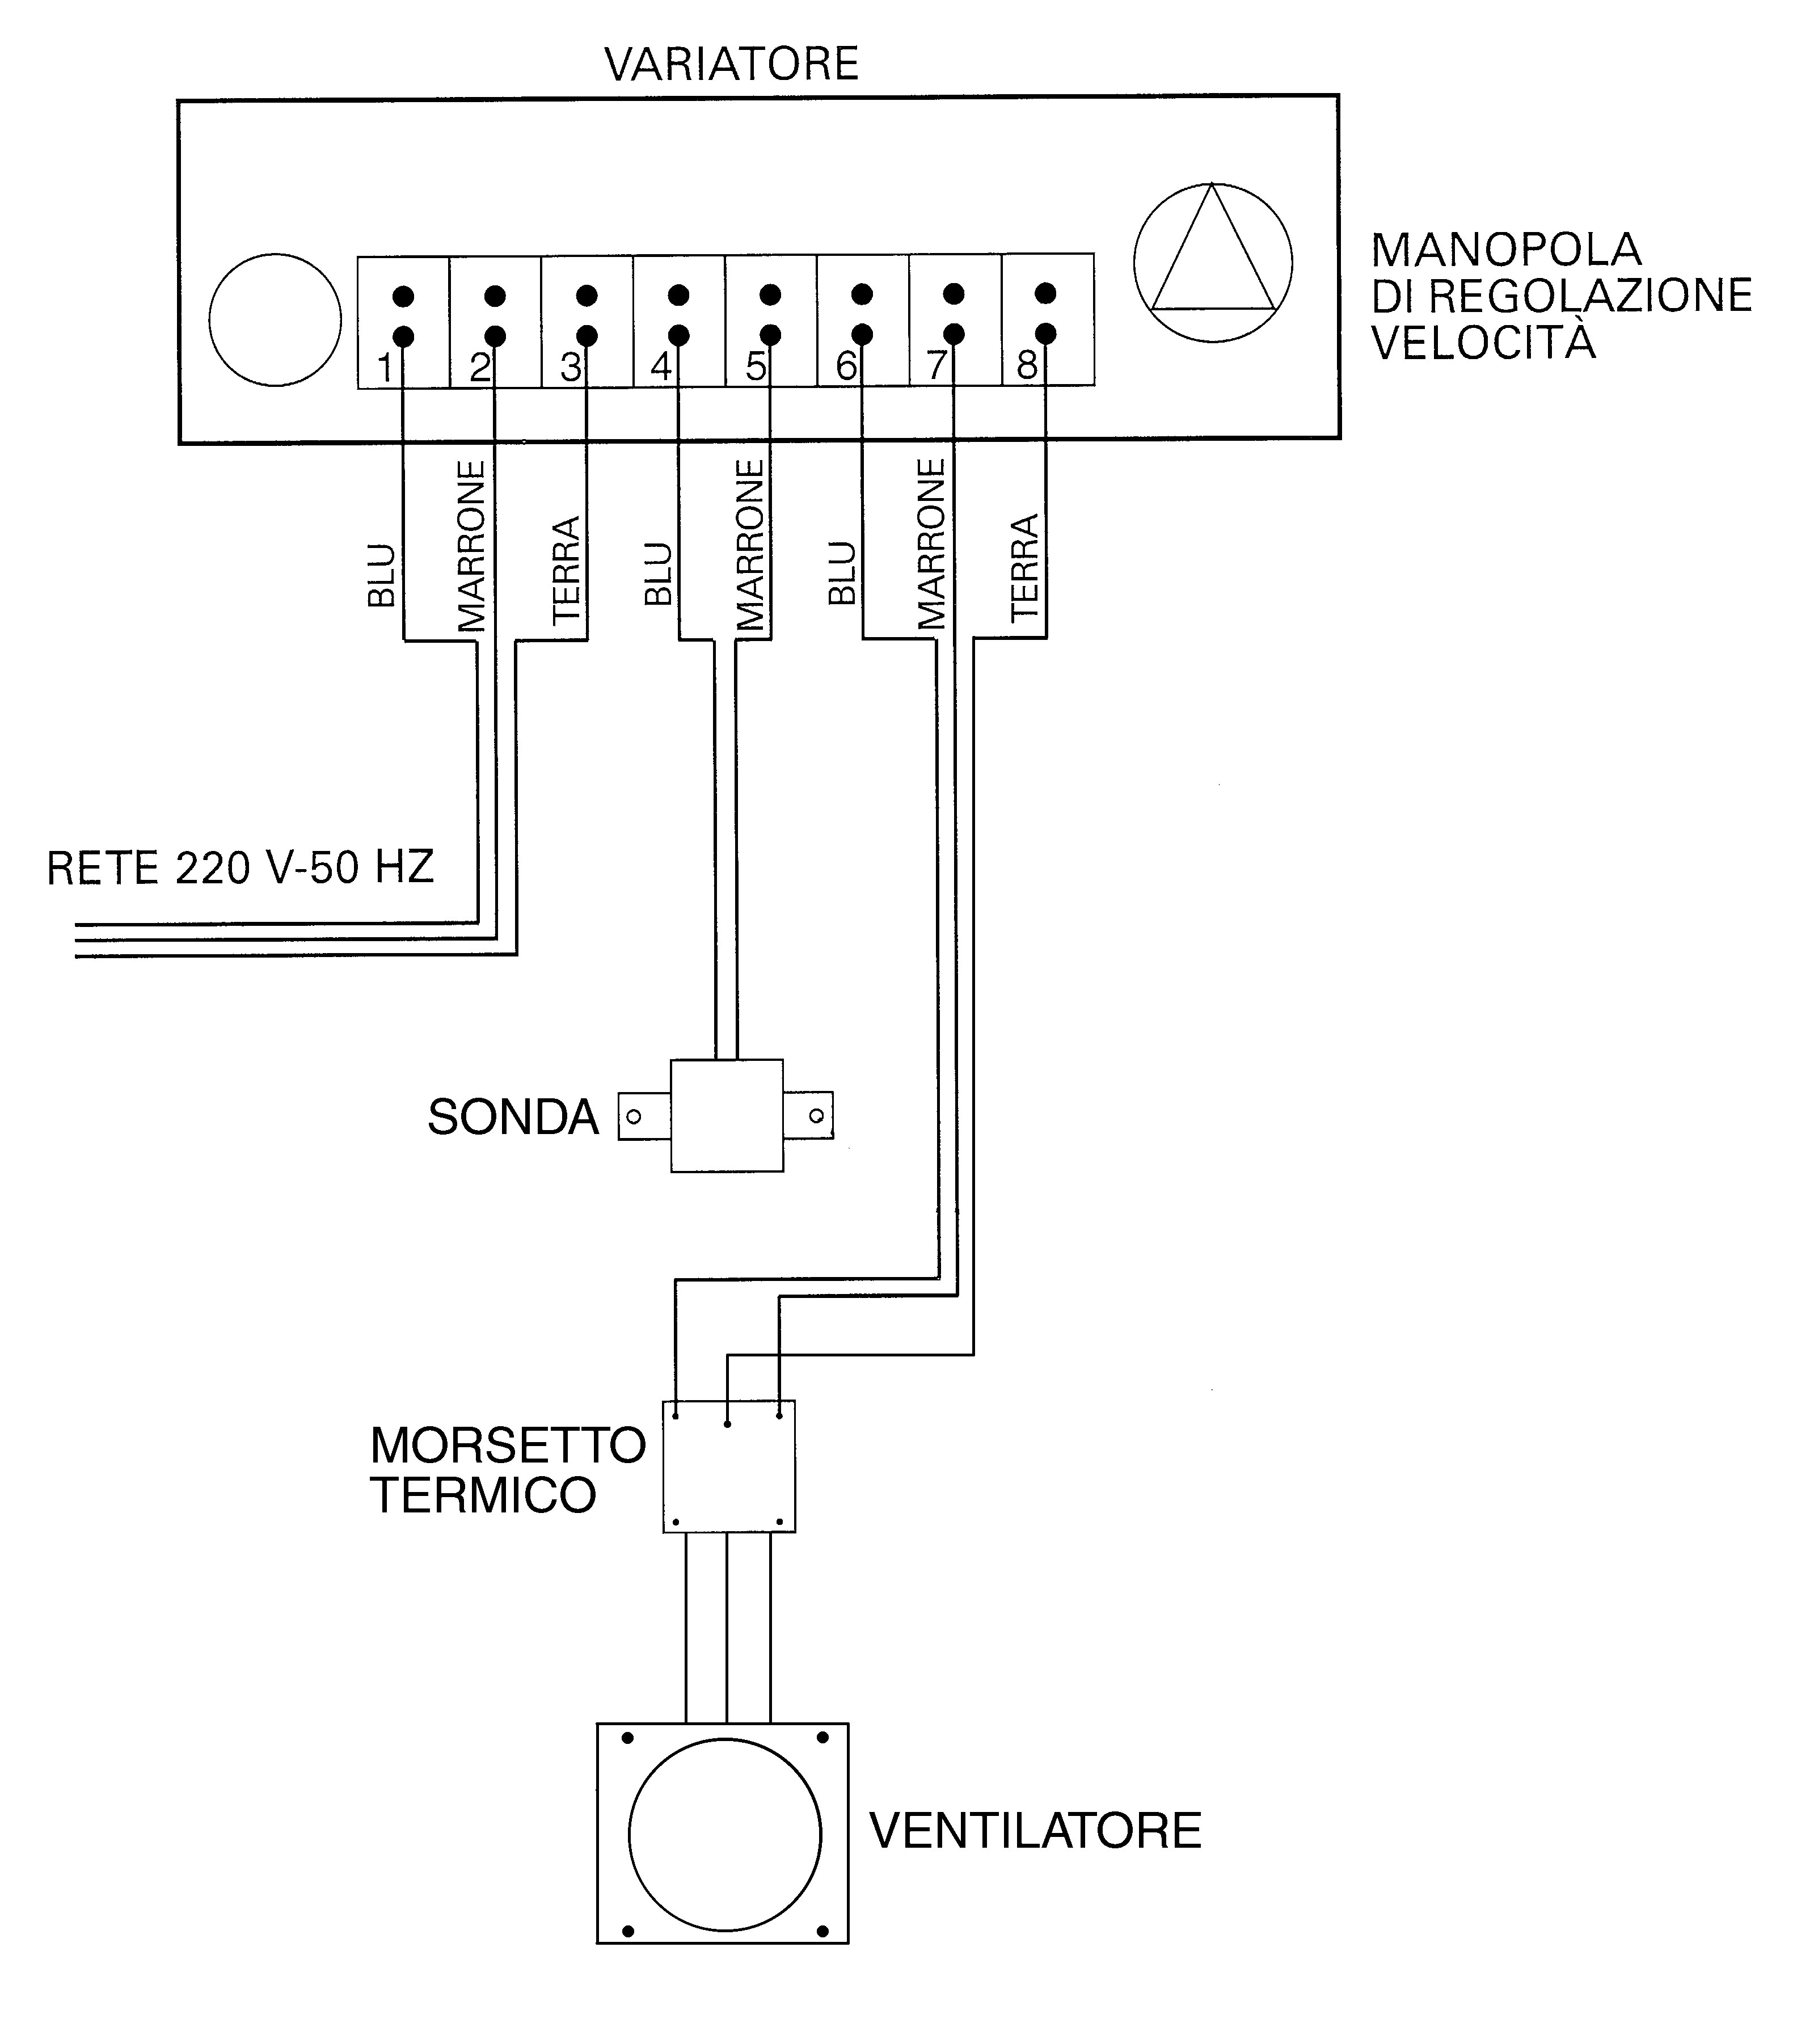 VARIATORE
MANOPOLA
DI REGOLAZIONE
VELOCITÀ
1 2 3 4 5 6 7 8
BLU
MARRONE
TERRA
BLU
MARRONE
BLU
MARRONE
TERRA
RETE 220 V-50 HZ
SONDA
MORSETTO
TERMICO
VENTILATORE